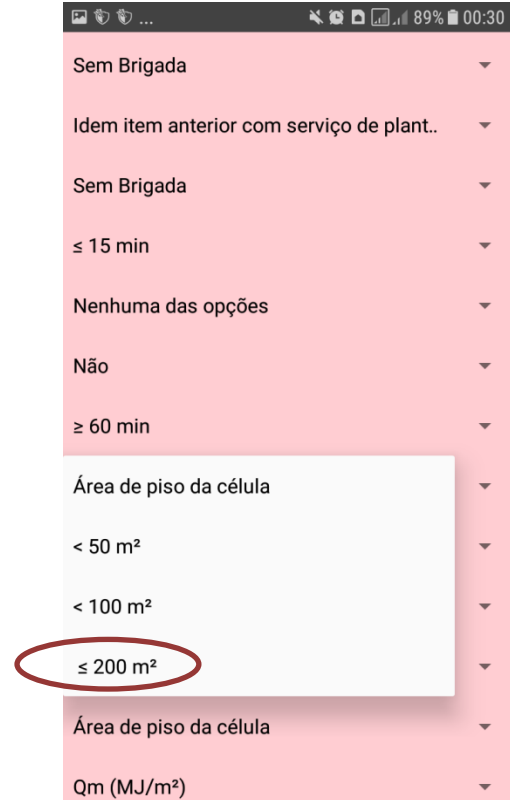 ... 89% 00:30
Sem Brigada
Idem item anterior com serviço de plant..
Sem Brigada
≤ 15 min
Nenhuma das opções
Não
≥ 60 min
Área de piso da célula
< 50 m²
< 100 m²
≤ 200 m²
Área de piso da célula
Qm (MJ/m²)